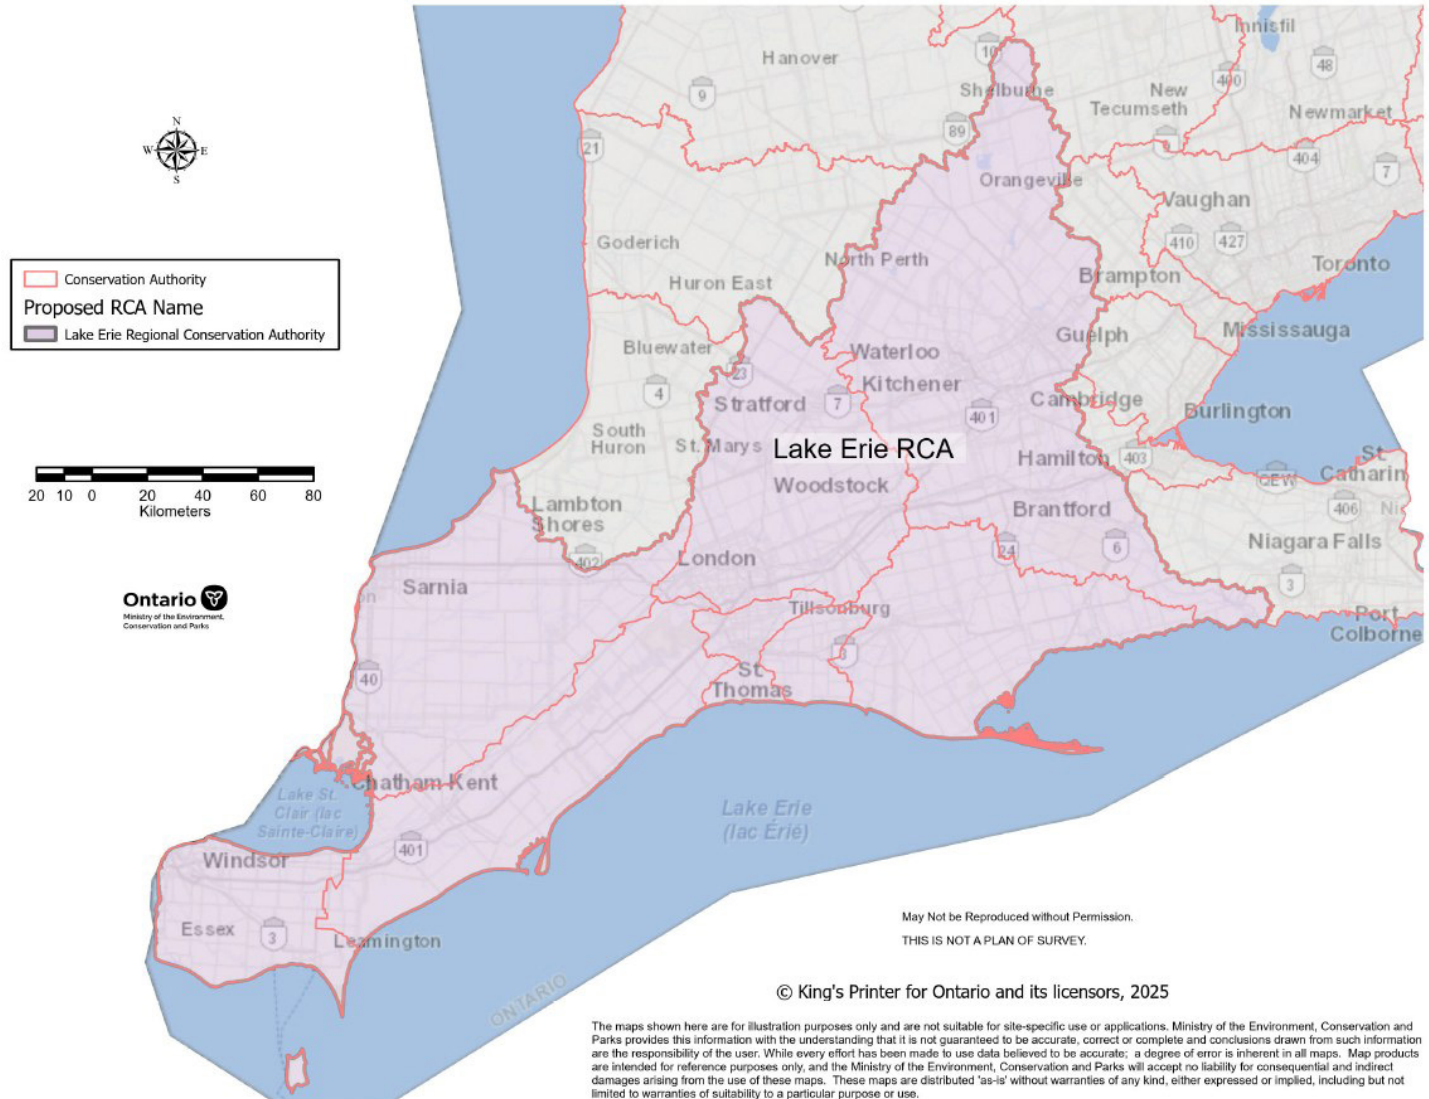 Innisfil
10
Hanover
48
400
9
Shelburne
New
Tecumseth
Newmarket
89
9
21
404
7
Orangeville
Vaughan
N
W E
S
410
427
Goderich
North Perth
Toronto
Conservation Authority
Huron East
Brampton
Proposed RCA Name
Lake Erie Regional Conservation Authority
Guelph
Mississauga
Bluewater
Waterloo
23
Kitchener
4
Stratford
7
Cambridge
401
Burlington
South
Huron
St. Marys
Lake Erie RCA
Hamilton
403
St
Catharin
QEW
20 10 0 20 40 60 80
Kilometers
Woodstock
Lambton
Shores
Brantford
406
Ni
402
London
24
6
Niagara Falls
Sarnia
on
3
Ontario
Ministry of the Environment,
Conservation and Parks
Tillsonburg
Port
Colborne
3
40
St
Thomas
Chatham-Kent
Lake St.
Clair (lac
Sainte-Claire)
Lake Erie
(lac Érié)
401
Windsor
Essex
3
Leamington
ONTARIO
May Not be Reproduced without Permission.
THIS IS NOT A PLAN OF SURVEY.
© King's Printer for Ontario and its licensors, 2025
The maps shown here are for illustration purposes only and are not suitable for site-specific use or applications. Ministry of the Environment, Conservation and
Parks provides this information with the understanding that it is not guaranteed to be accurate, correct or complete and conclusions drawn from such information
are the responsibility of the user. While every effort has been made to use data believed to be accurate; a degree of error is inherent in all maps. Map products
are intended for reference purposes only, and the Ministry of the Environment, Conservation and Parks will accept no liability for consequential and indirect
damages arising from the use of these maps. These maps are distributed 'as-is' without warranties of any kind, either expressed or implied, including but not
limited to warranties of suitability to a particular purpose or use.